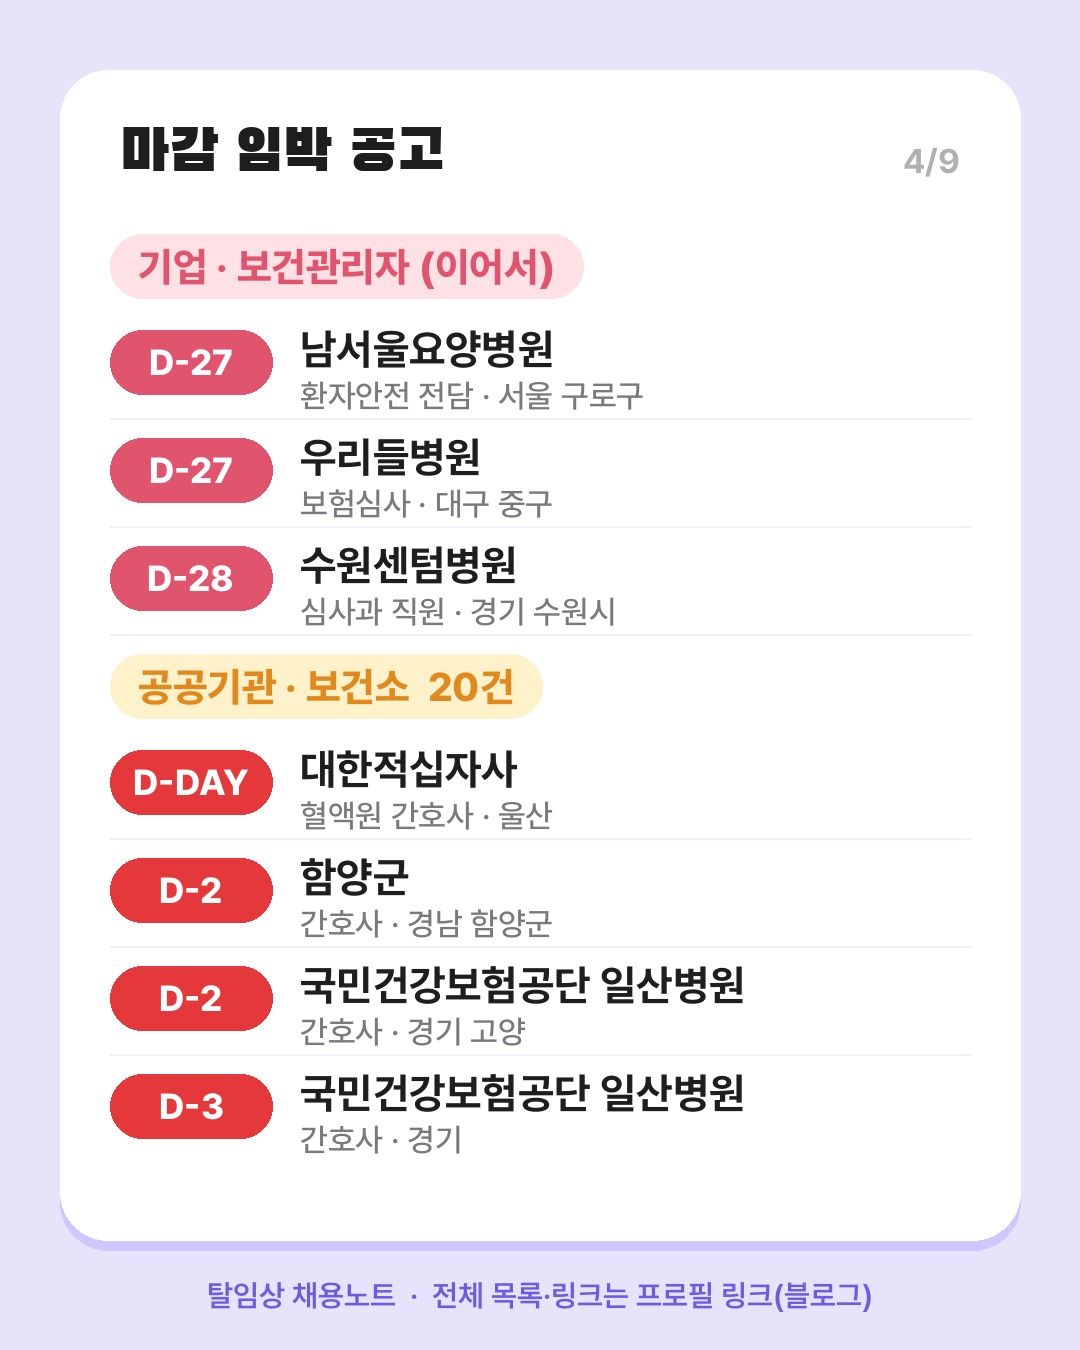 마감 임박 공고
4/9
기업 · 보건관리자 (이어서)
D-27
남서울요양병원
환자안전 전담 · 서울 구로구
D-27
우리들병원
보험심사 · 대구 중구
D-28
수원센텀병원
심사과 직원 · 경기 수원시
공공기관 · 보건소 20건
D-DAY
대한적십자사
혈액원 간호사 · 울산
D-2
함양군
간호사 · 경남 함양군
D-2
국민건강보험공단 일산병원
간호사 · 경기 고양
D-3
국민건강보험공단 일산병원
간호사 · 경기
탈임상 채용노트 · 전체 목록·링크는 프로필 링크(블로그)